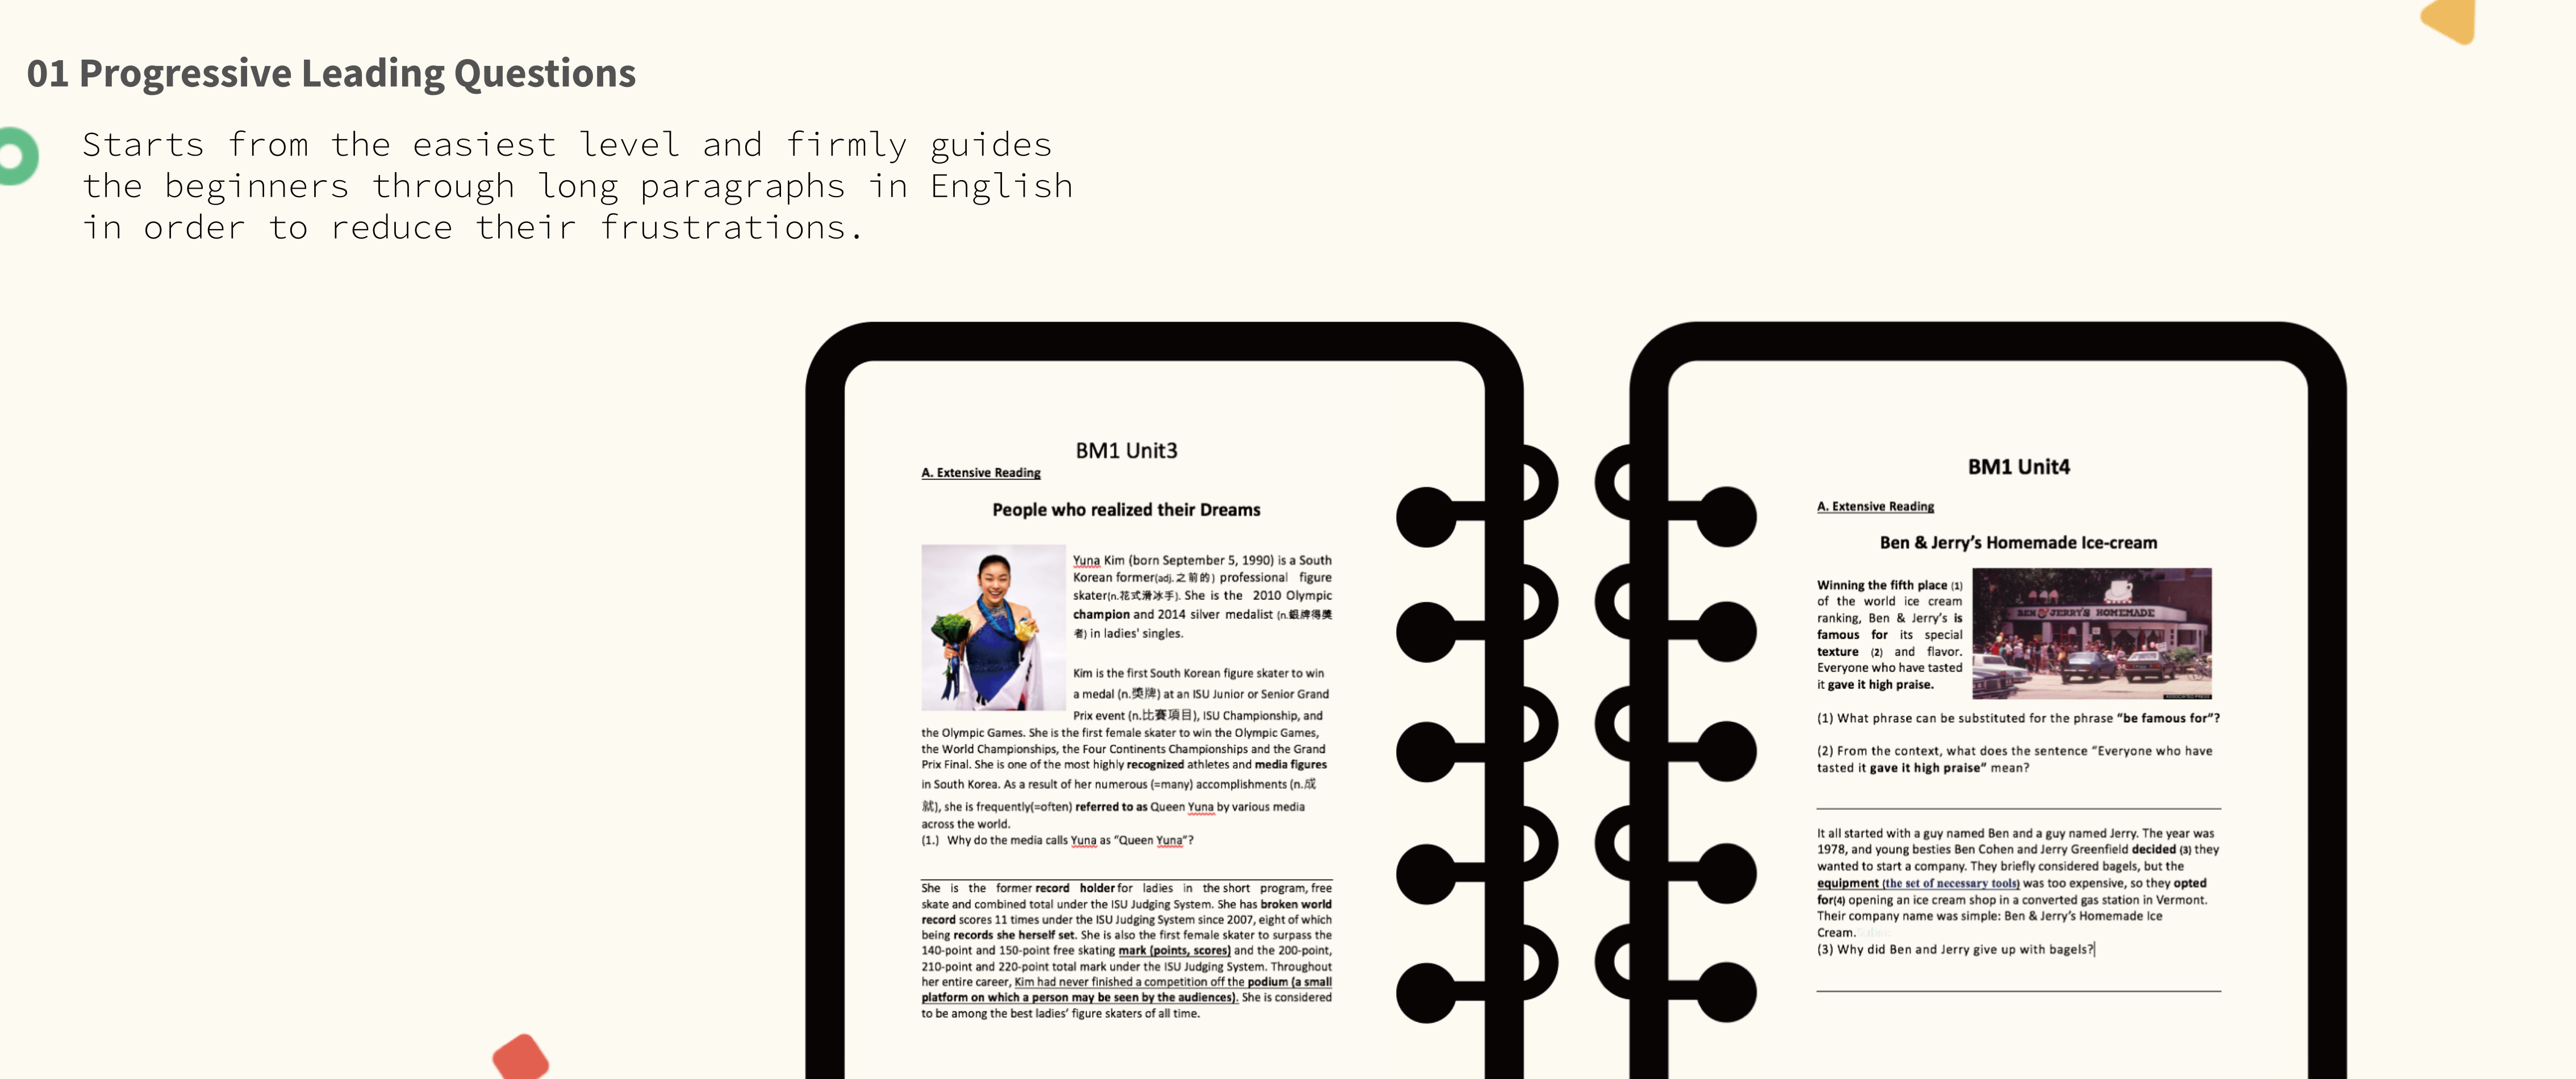 01 Progressive Leading Questions
Starts from the easiest level and firmly guides
the beginners through long paragraphs in English
in order to reduce their frustrations.
BM1 Unit3
A. Extensive Reading
People who realized their Dreams
Yuna Kim (born September 5, 1990) is a South
Korean former(adj.之前的) professional figure
skater(n.花式滑冰手). She is the 2010 Olympic
champion and 2014 silver medalist (n.銀牌得獎
者) in ladies' singles.
Kim is the first South Korean figure skater to win
a medal (n.獎牌) at an ISU Junior or Senior Grand
Prix event (n.比賽項目), ISU Championship, and
the Olympic Games. She is the first female skater to win the Olympic Games,
the World Championships, the Four Continents Championships and the Grand
Prix Final. She is one of the most highly recognized athletes and media figures
in South Korea. As a result of her numerous (=many) accomplishments (n.成
就), she is frequently(=often) referred to as Queen Yuna by various media
across the world.
(1.) Why do the media calls Yuna as “Queen Yuna”?
She is the former record holder for ladies in the short program, free
skate and combined total under the ISU Judging System. She has broken world
record scores 11 times under the ISU Judging System since 2007, eight of which
being records she herself set. She is also the first female skater to surpass the
140-point and 150-point free skating mark (points, scores) and the 200-point,
210-point and 220-point total mark under the ISU Judging System. Throughout
her entire career, Kim had never finished a competition off the podium (a small
platform on which a person may be seen by the audiences). She is considered
to be among the best ladies’ figure skaters of all time.
BM1 Unit4
A. Extensive Reading
Ben & Jerry’s Homemade Ice-cream
Winning the fifth place (1)
of the world ice cream
ranking, Ben & Jerry’s is
famous for its special
texture (2) and flavor.
Everyone who have tasted
it gave it high praise.
BEN & JERRY'S HOMEMADE
(1) What phrase can be substituted for the phrase “be famous for”?
(2) From the context, what does the sentence “Everyone who have
tasted it gave it high praise” mean?
It all started with a guy named Ben and a guy named Jerry. The year was
1978, and young besties Ben Cohen and Jerry Greenfield decided (3) they
wanted to start a company. They briefly considered bagels, but the
equipment (the set of necessary tools) was too expensive, so they opted
for(4) opening an ice cream shop in a converted gas station in Vermont.
Their company name was simple: Ben & Jerry’s Homemade Ice
Cream.
(3) Why did Ben and Jerry give up with bagels?